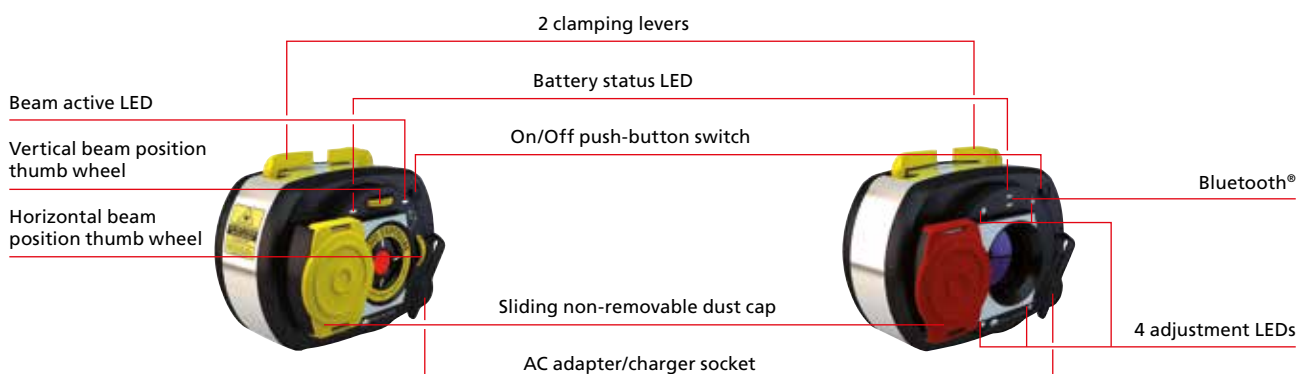 2 clamping levers
Battery status LED
Beam active LED
On/Off push-button switch
Vertical beam position
thumb wheel
Bluetooth®
Horizontal beam
position thumb wheel
Sliding non-removable dust cap
4 adjustment LEDs
AC adapter/charger socket